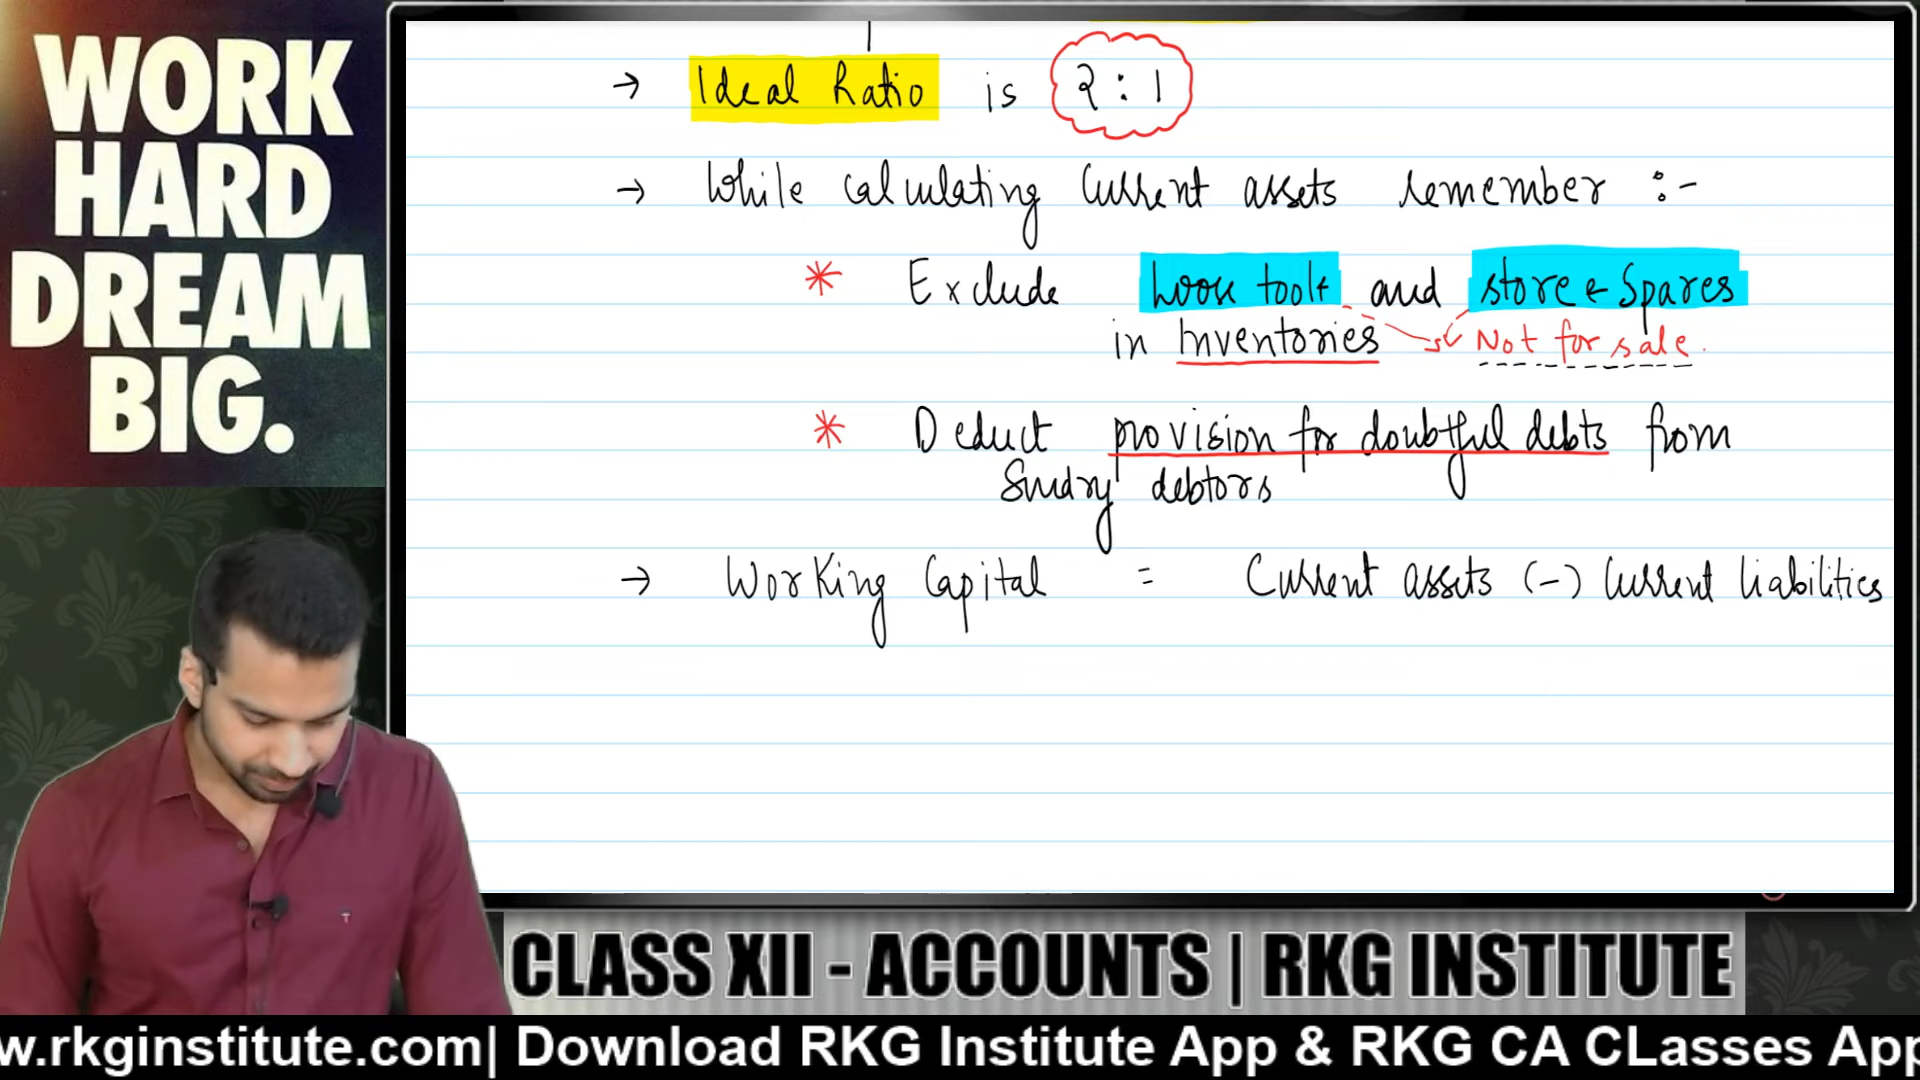 WORK
HARD
DREAM
BIG.
→ Ideal Ratio is 2 : 1
→ While calculating Current assets remember :-
* Exclude Loose tools and store & Spares
in Inventories Not for sale.
* Deduct provision for doubtful debts from
Sundry debtors
→ Working Capital = Current assets (-) Current liabilities
CLASS XII - ACCOUNTS | RKG INSTITUTE
w.rkginstitute.com| Download RKG Institute App & RKG CA CLasses App